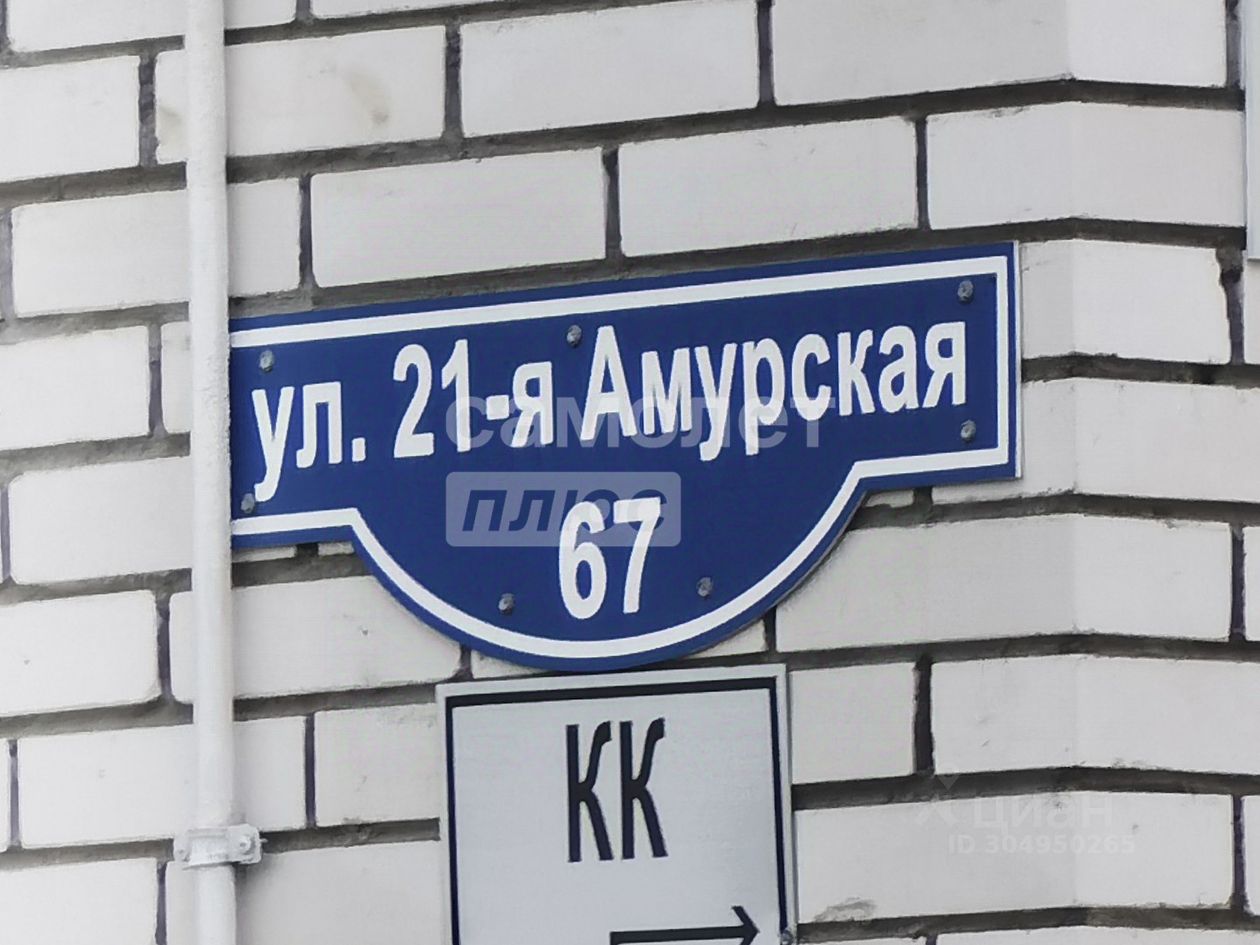 ул. 21-я Амурская
самолет
плюс
67
КК
циан
ID 304950265